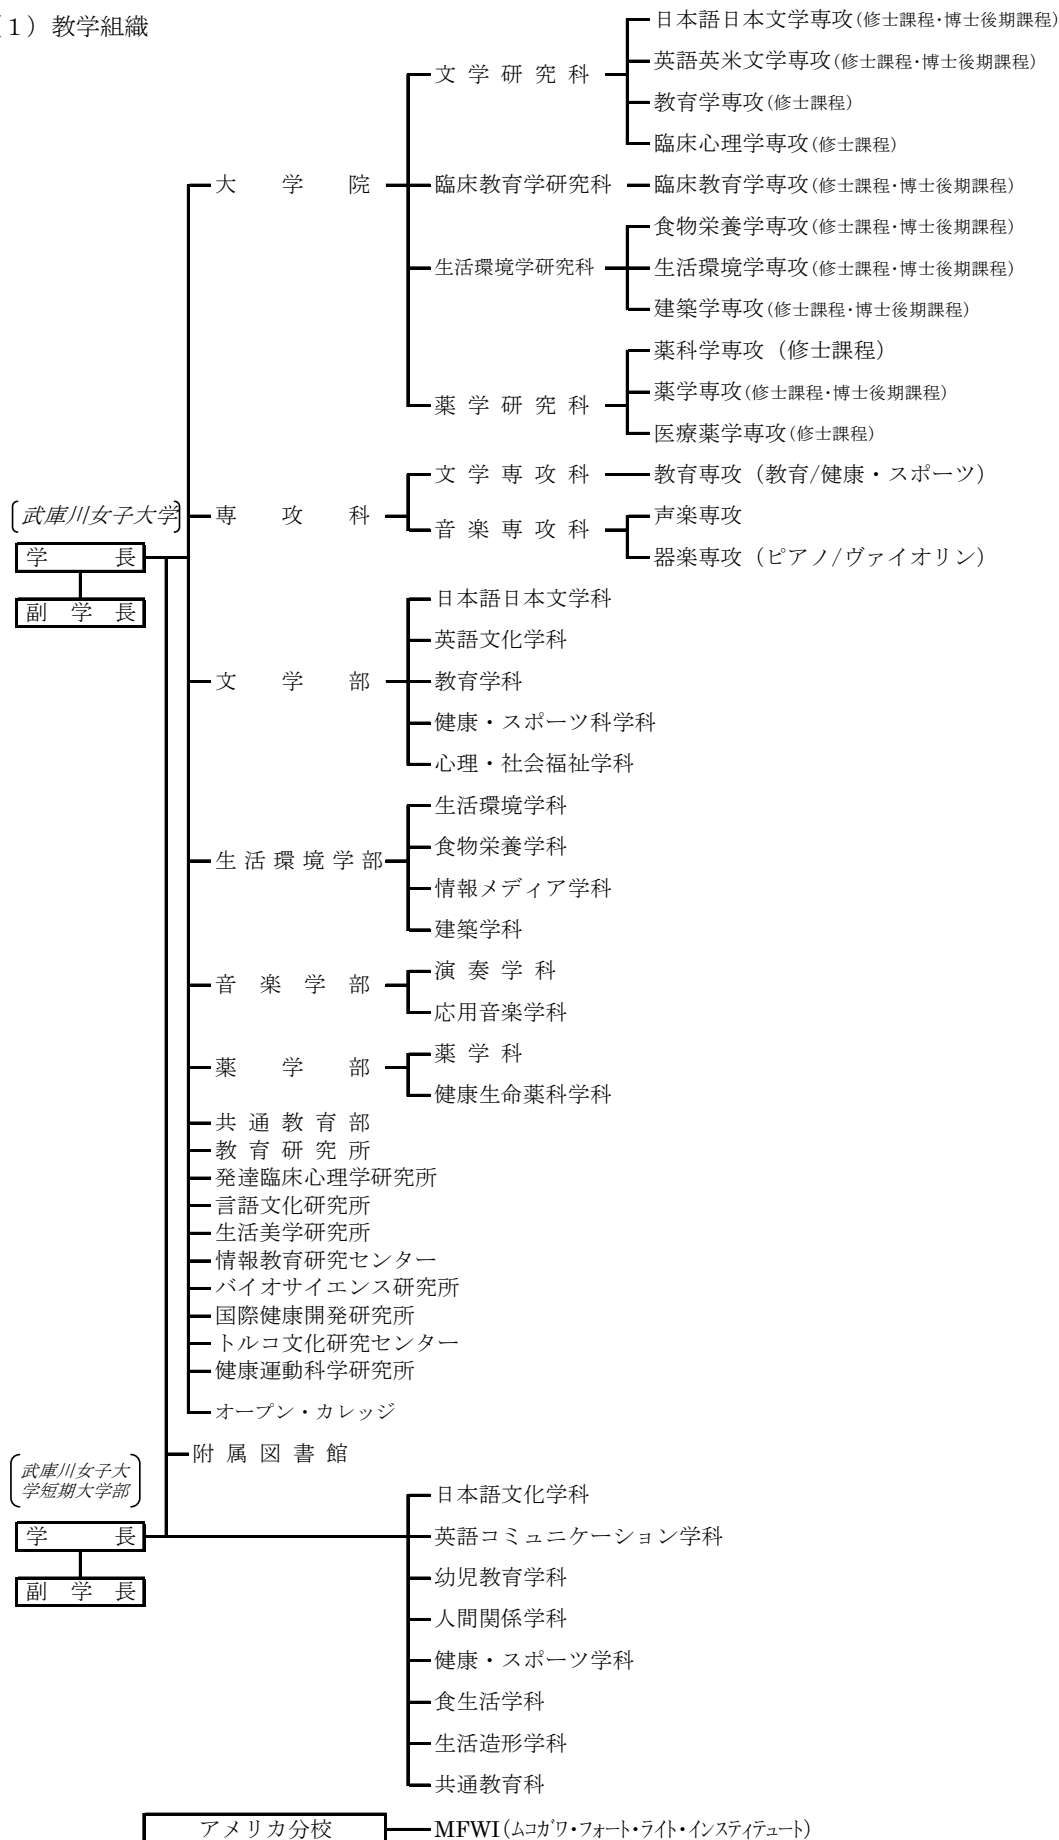 (1) 教学組織
日本語日本文学専攻(修士課程・博士後期課程)
文学研究科
英語英米文学専攻(修士課程・博士後期課程)
教育学専攻(修士課程)
臨床心理学専攻(修士課程)
大学院
臨床教育学研究科
臨床教育学専攻(修士課程・博士後期課程)
食物栄養学専攻(修士課程・博士後期課程)
生活環境学研究科
生活環境学専攻(修士課程・博士後期課程)
建築学専攻(修士課程・博士後期課程)
薬科学専攻(修士課程)
薬学研究科
薬学専攻(修士課程・博士後期課程)
医療薬学専攻(修士課程)
専攻科
文学専攻科
教育専攻(教育/健康・スポーツ)
音楽専攻科
声楽専攻
器楽専攻(ピアノ/ヴァイオリン)
武庫川女子大学
学長
副学長
文学部
日本語日本文学科
英語文化学科
教育学科
健康・スポーツ科学科
心理・社会福祉学科
生活環境学部
生活環境学科
食物栄養学科
情報メディア学科
建築学科
音楽学部
演奏学科
応用音楽学科
薬学部
薬学科
健康生命薬科学科
共通教育部
教育研究所
発達臨床心理学研究所
言語文化研究所
生活美学研究所
情報教育研究センター
バイオサイエンス研究所
国際健康開発研究所
トルコ文化研究センター
健康運動科学研究所
オープン・カレッジ
附属図書館
武庫川女子大
学短期大学部
学長
副学長
日本語文化学科
英語コミュニケーション学科
幼児教育学科
人間関係学科
健康・スポーツ学科
食生活学科
生活造形学科
共通教育科
アメリカ分校
MFWI(ムコガワ・フォート・ライト・インスティテュート)